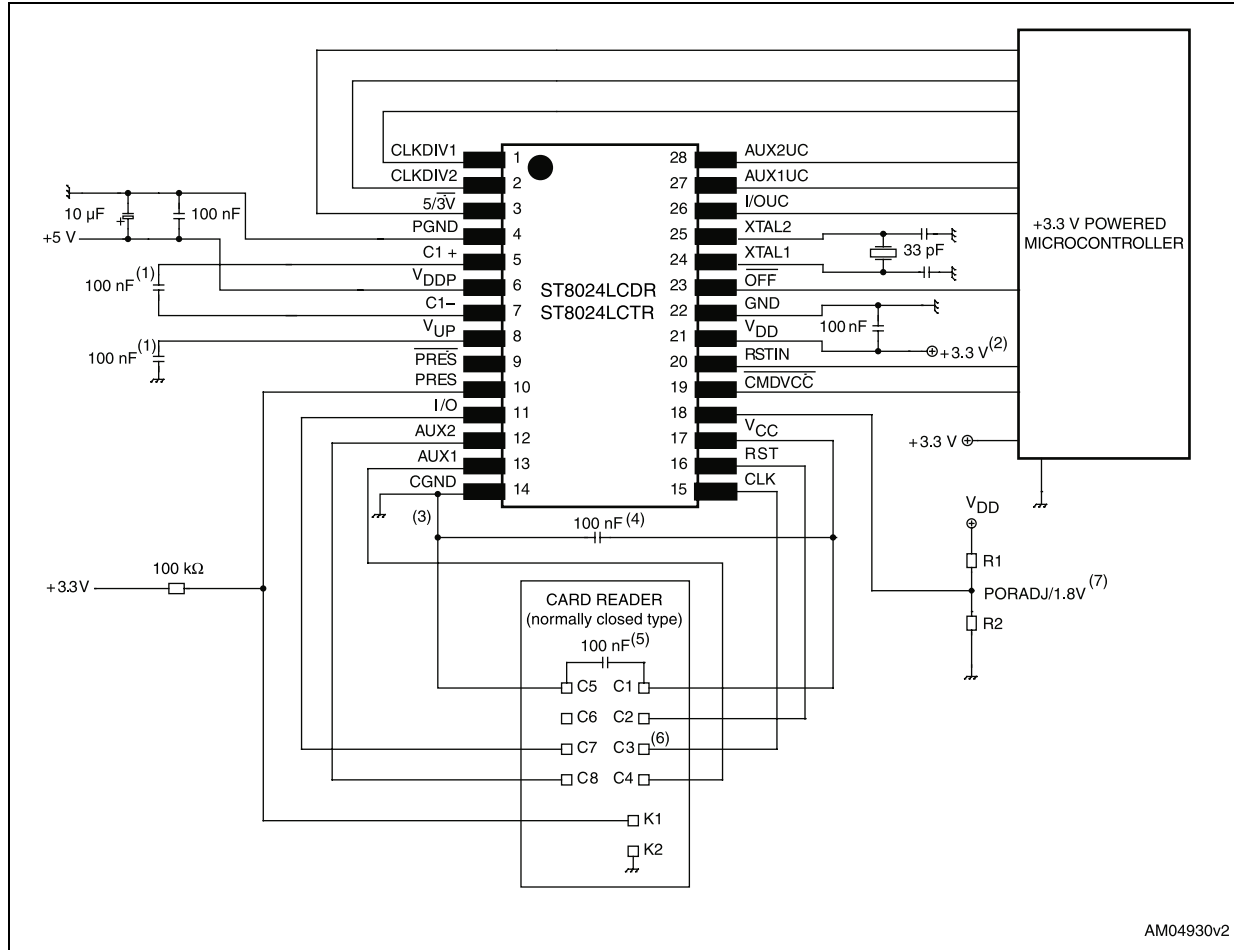 CLKDIV1
CLKDIV2
5/3V
PGND
C1 +
VDDP
C1–
VUP
PRES
PRES
I/O
AUX2
AUX1
CGND
1
2
3
4
5
6
7
8
9
10
11
12
13
14
ST8024LCDR
ST8024LCTR
28
27
26
25
24
23
22
21
20
19
18
17
16
15
AUX2UC
AUX1UC
I/OUC
XTAL2
XTAL1
OFF
GND
VDD
RSTIN
CMDVCC
VCC
RST
CLK
10 µF
+
100 nF
+5 V
100 nF(1)
100 nF(1)
33 pF
100 nF
+3.3 V(2)
+3.3 V POWERED
MICROCONTROLLER
+3.3 V
VDD
R1
PORADJ/1.8V(7)
R2
(3)
100 nF(4)
100 kΩ
+3.3V
CARD READER
(normally closed type)
100 nF(5)
C5 C1
C6 C2
C7 C3 (6)
C8 C4
K1
K2
AM04930v2